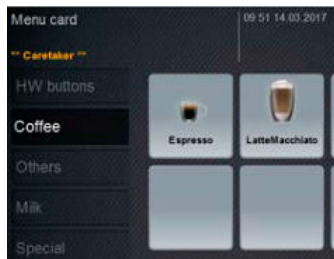 Menu card
09 51 14.03.2017
** Caretaker **
HW buttons
Coffee
Others
Milk
Special
Espresso
LatteMacchiato